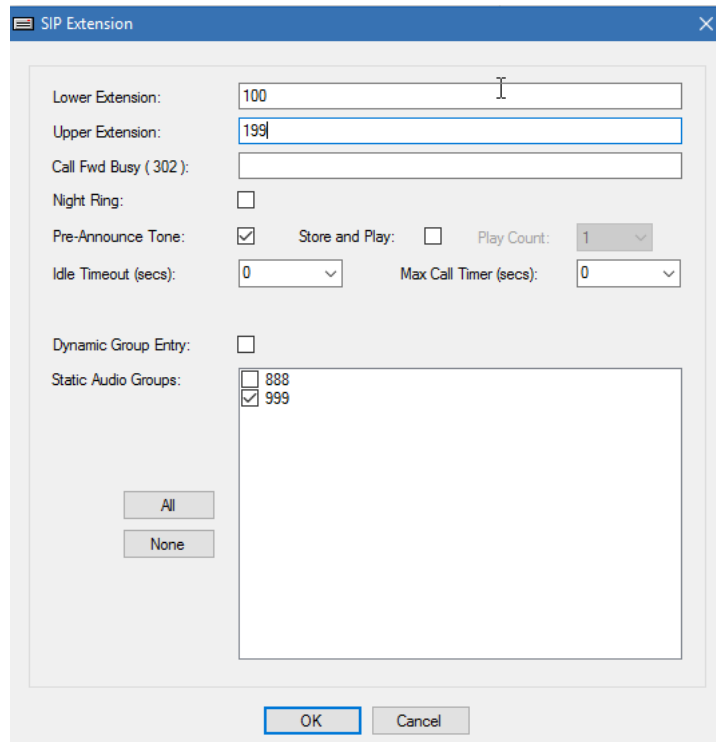 SIP Extension
Lower Extension: 100
Upper Extension: 199
Call Fwd Busy ( 302 ):
Night Ring:
Pre-Announce Tone: Store and Play: Play Count: 1
Idle Timeout (secs): 0 Max Call Timer (secs): 0
Dynamic Group Entry:
Static Audio Groups: 888
999
All
None
OK Cancel